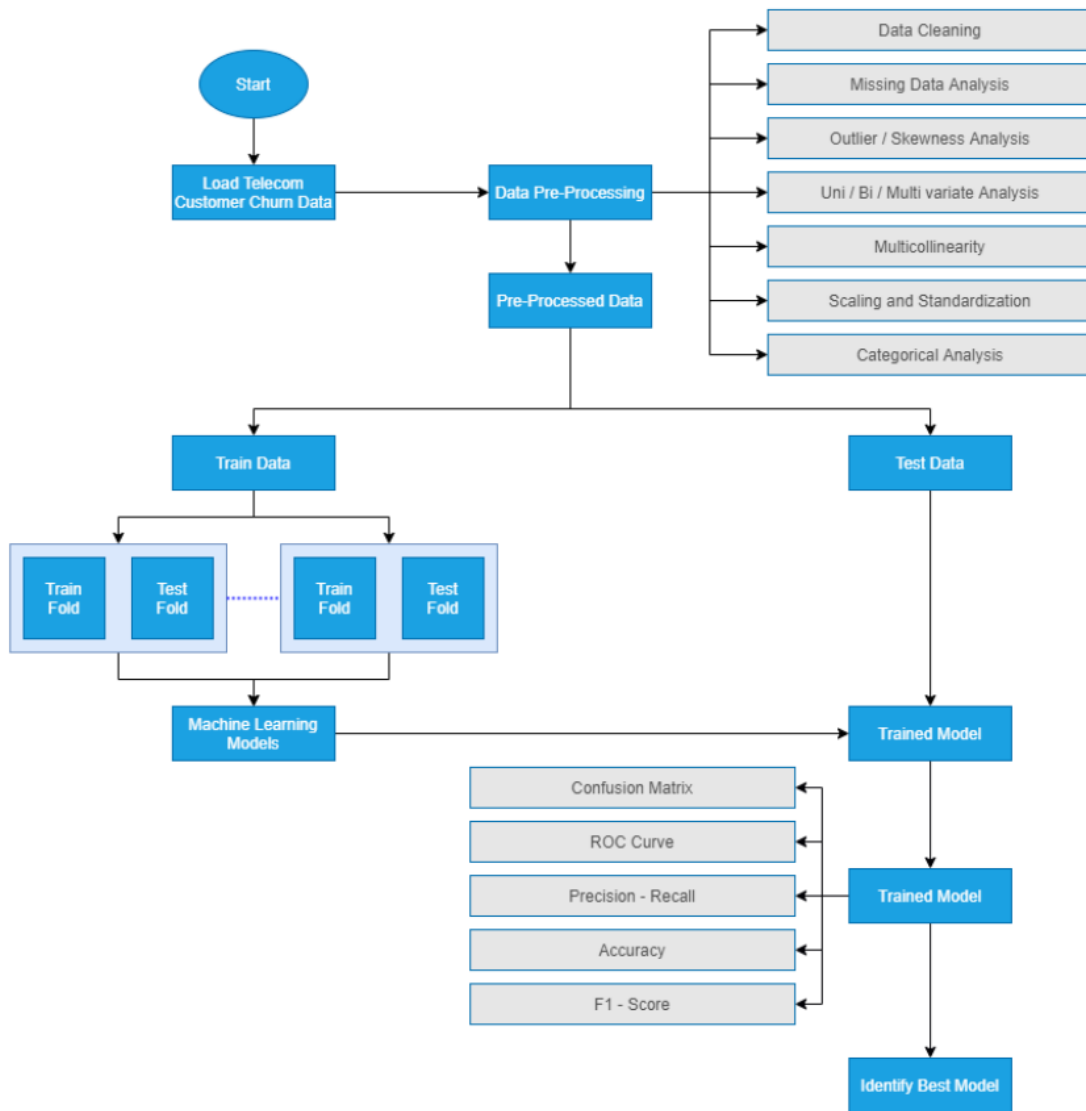 Start
Load Telecom
Customer Churn Data
Data Pre-Processing
Data Cleaning
Missing Data Analysis
Outlier / Skewness Analysis
Uni / Bi / Multi variate Analysis
Multicollinearity
Scaling and Standardization
Categorical Analysis
Pre-Processed Data
Train Data
Test Data
Train
Fold
Test
Fold
Train
Fold
Test
Fold
Machine Learning
Models
Trained Model
Confusion Matrix
ROC Curve
Precision - Recall
Accuracy
F1 - Score
Trained Model
Identify Best Model